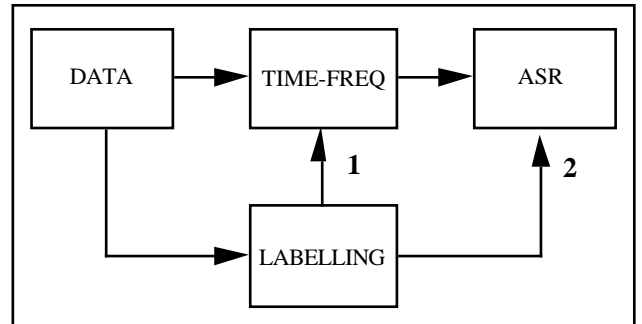 DATA
TIME-FREQ
ASR
1
2
LABELLING